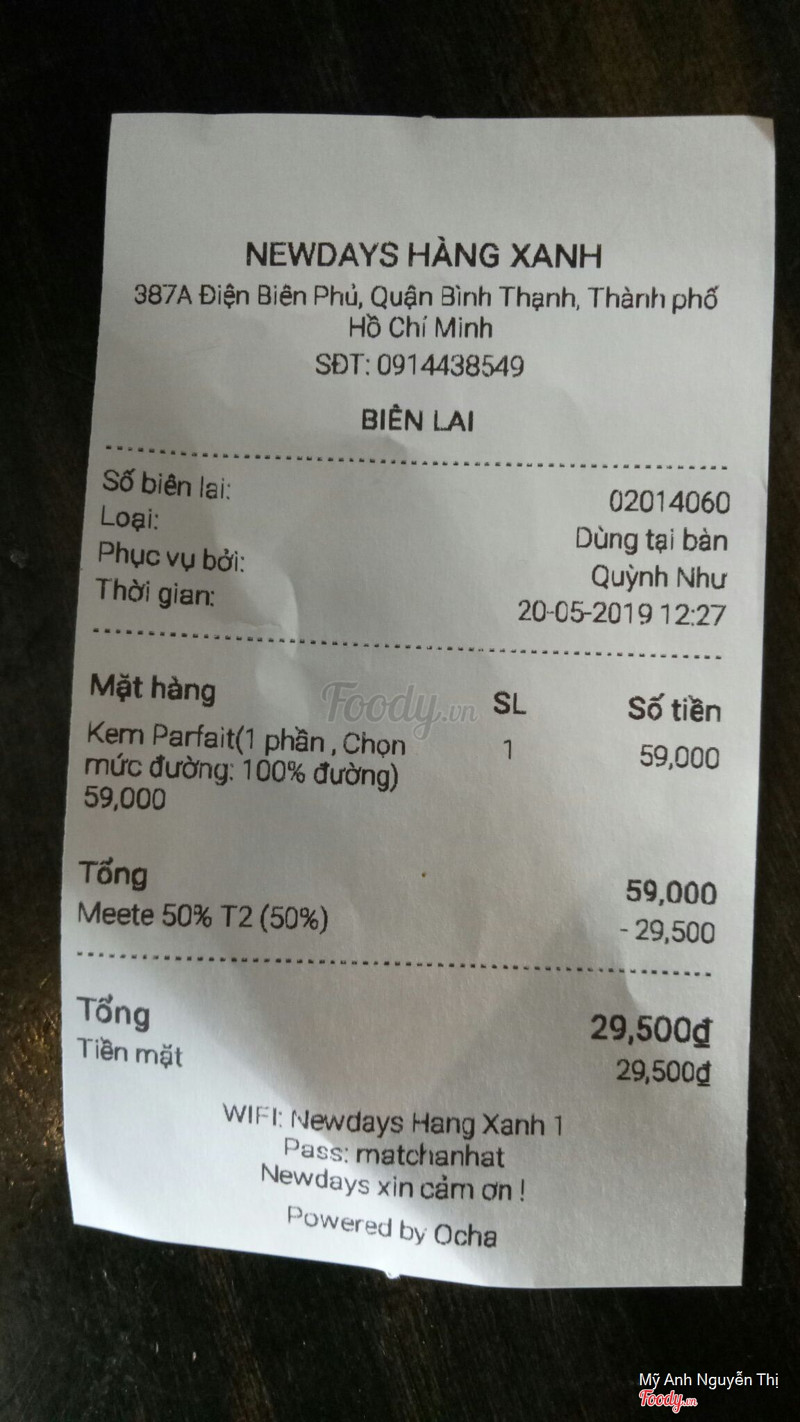 NEWDAYS HÀNG XANH
387A Điện Biên Phủ, Quận Bình Thạnh, Thành phố
Hồ Chí Minh
SĐT: 0914438549
BIÊN LAI
Số biên lai: 02014060
Loại: Dùng tại bàn
Phục vụ bởi: Quỳnh Như
Thời gian: 20-05-2019 12:27
Mặt hàng SL Số tiền
Kem Parfait(1 phần , Chọn 1 59,000
mức đường: 100% đường)
59,000
Tổng 59,000
Meete 50% T2 (50%) - 29,500
Tổng 29,500₫
Tiền mặt 29,500₫
WIFI: Newdays Hang Xanh 1
Pass: matchanhat
Newdays xin cảm ơn !
Powered by Ocha
Foody.vn
Mỹ Anh Nguyễn Thị
Foody.vn